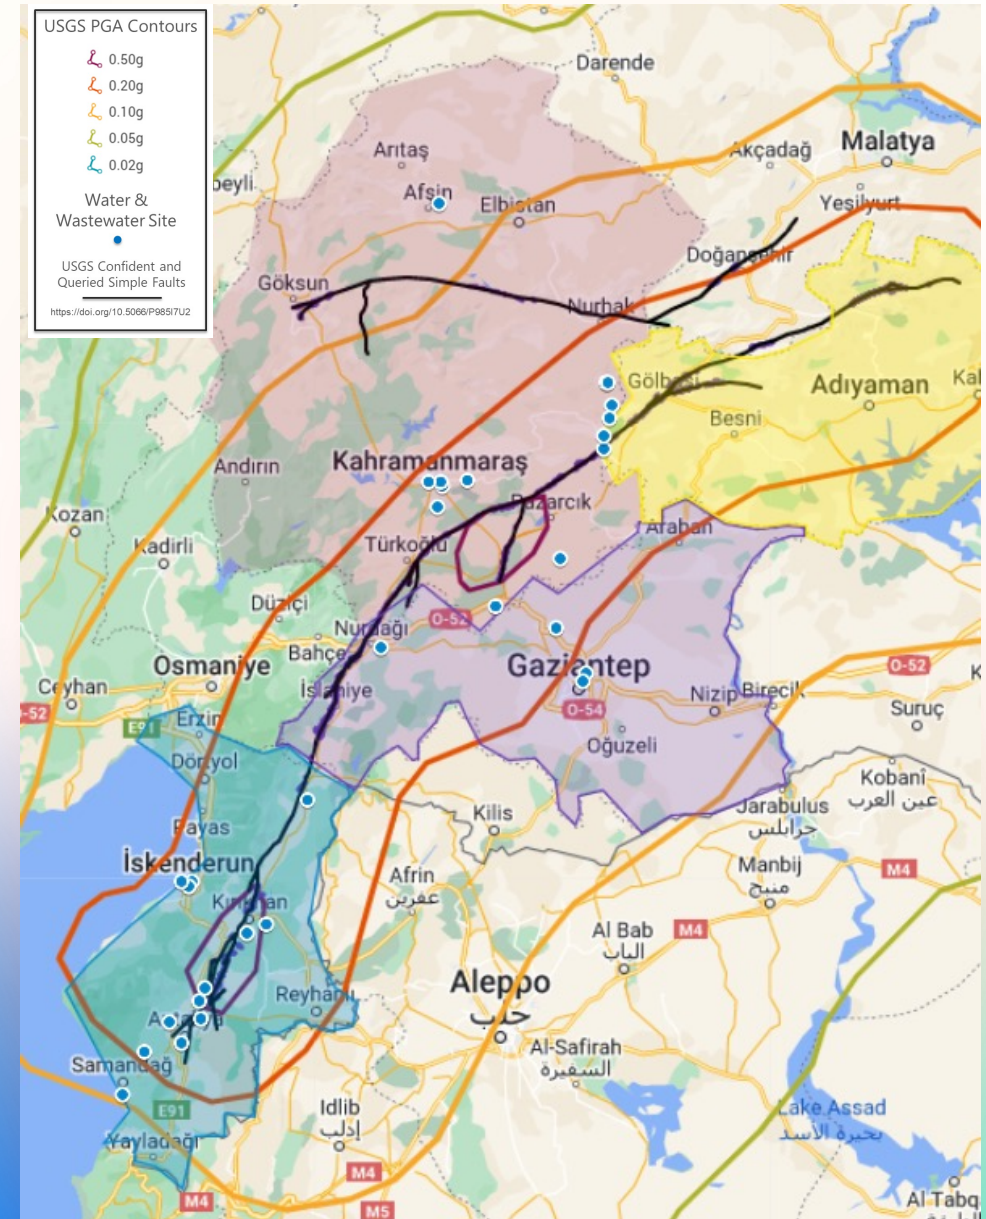 USGS PGA Contours
0.50g
0.20g
0.10g
0.05g
0.02g
Water &
Wastewater Site
USGS Confident and
Queried Simple Faults
https://doi.org/10.5066/P985I7U2
Darende
Arıtaş
Akçadağ
Malatya
beyli
Afşin
Elbistan
Yeşilyurt
Doğanşehir
Göksun
Nurhak
Gölbaşı
Adıyaman
Kal
Besni
Kahramanmaraş
Andırın
Pazarcık
Kozan
Araban
Kadirli
Türkoğlu
Düziçi
O-52
Nurdağı
Bahçe
Osmaniye
Gaziantep
O-52
İslahiye
Ceyhan
Nizip
Birecik
K
-52
O-54
Suruç
E91
Erzin
Oğuzeli
Dörtyol
Kobanî
عين العرب
Jarabulus
جرابلس
Payas
Kilis
İskenderun
Afrin
عفرين
Manbij
منبج
M4
Kırıkhan
Al Bab
الباب
M4
Aleppo
حلب
Reyhanlı
Antakya
Al-Safirah
السفيرة
Samandağ
E91
Idlib
إدلب
Lake Assad
بحيرة الأسد
Yayladağı
M4
M4
M5
Al Tabq